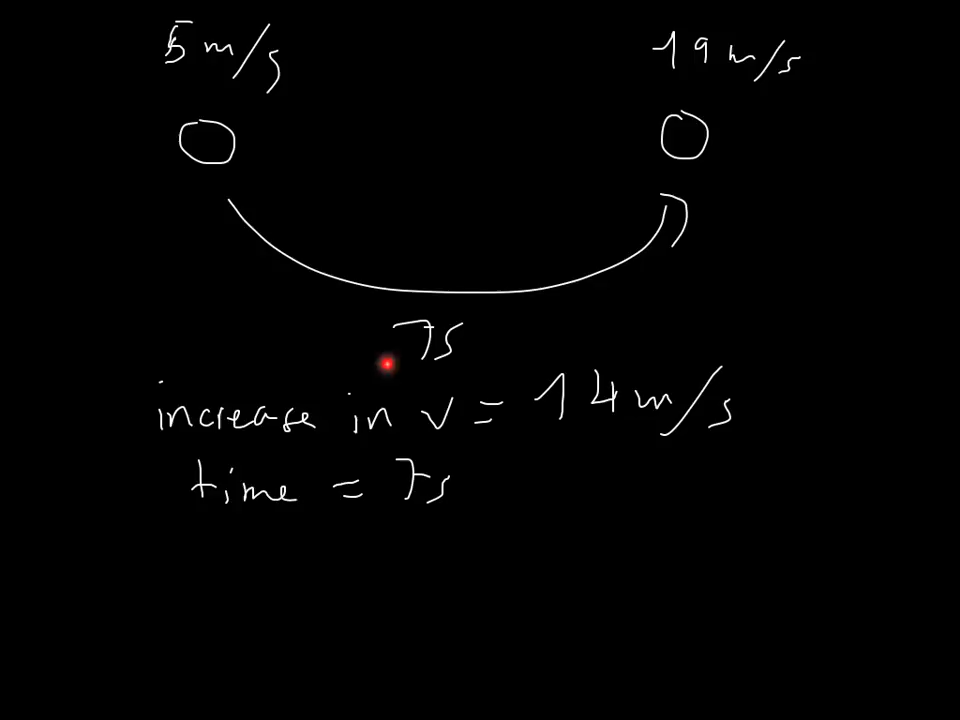 5 m/s 19 m/s
7s
increase in v = 14 m/s
time = 7s